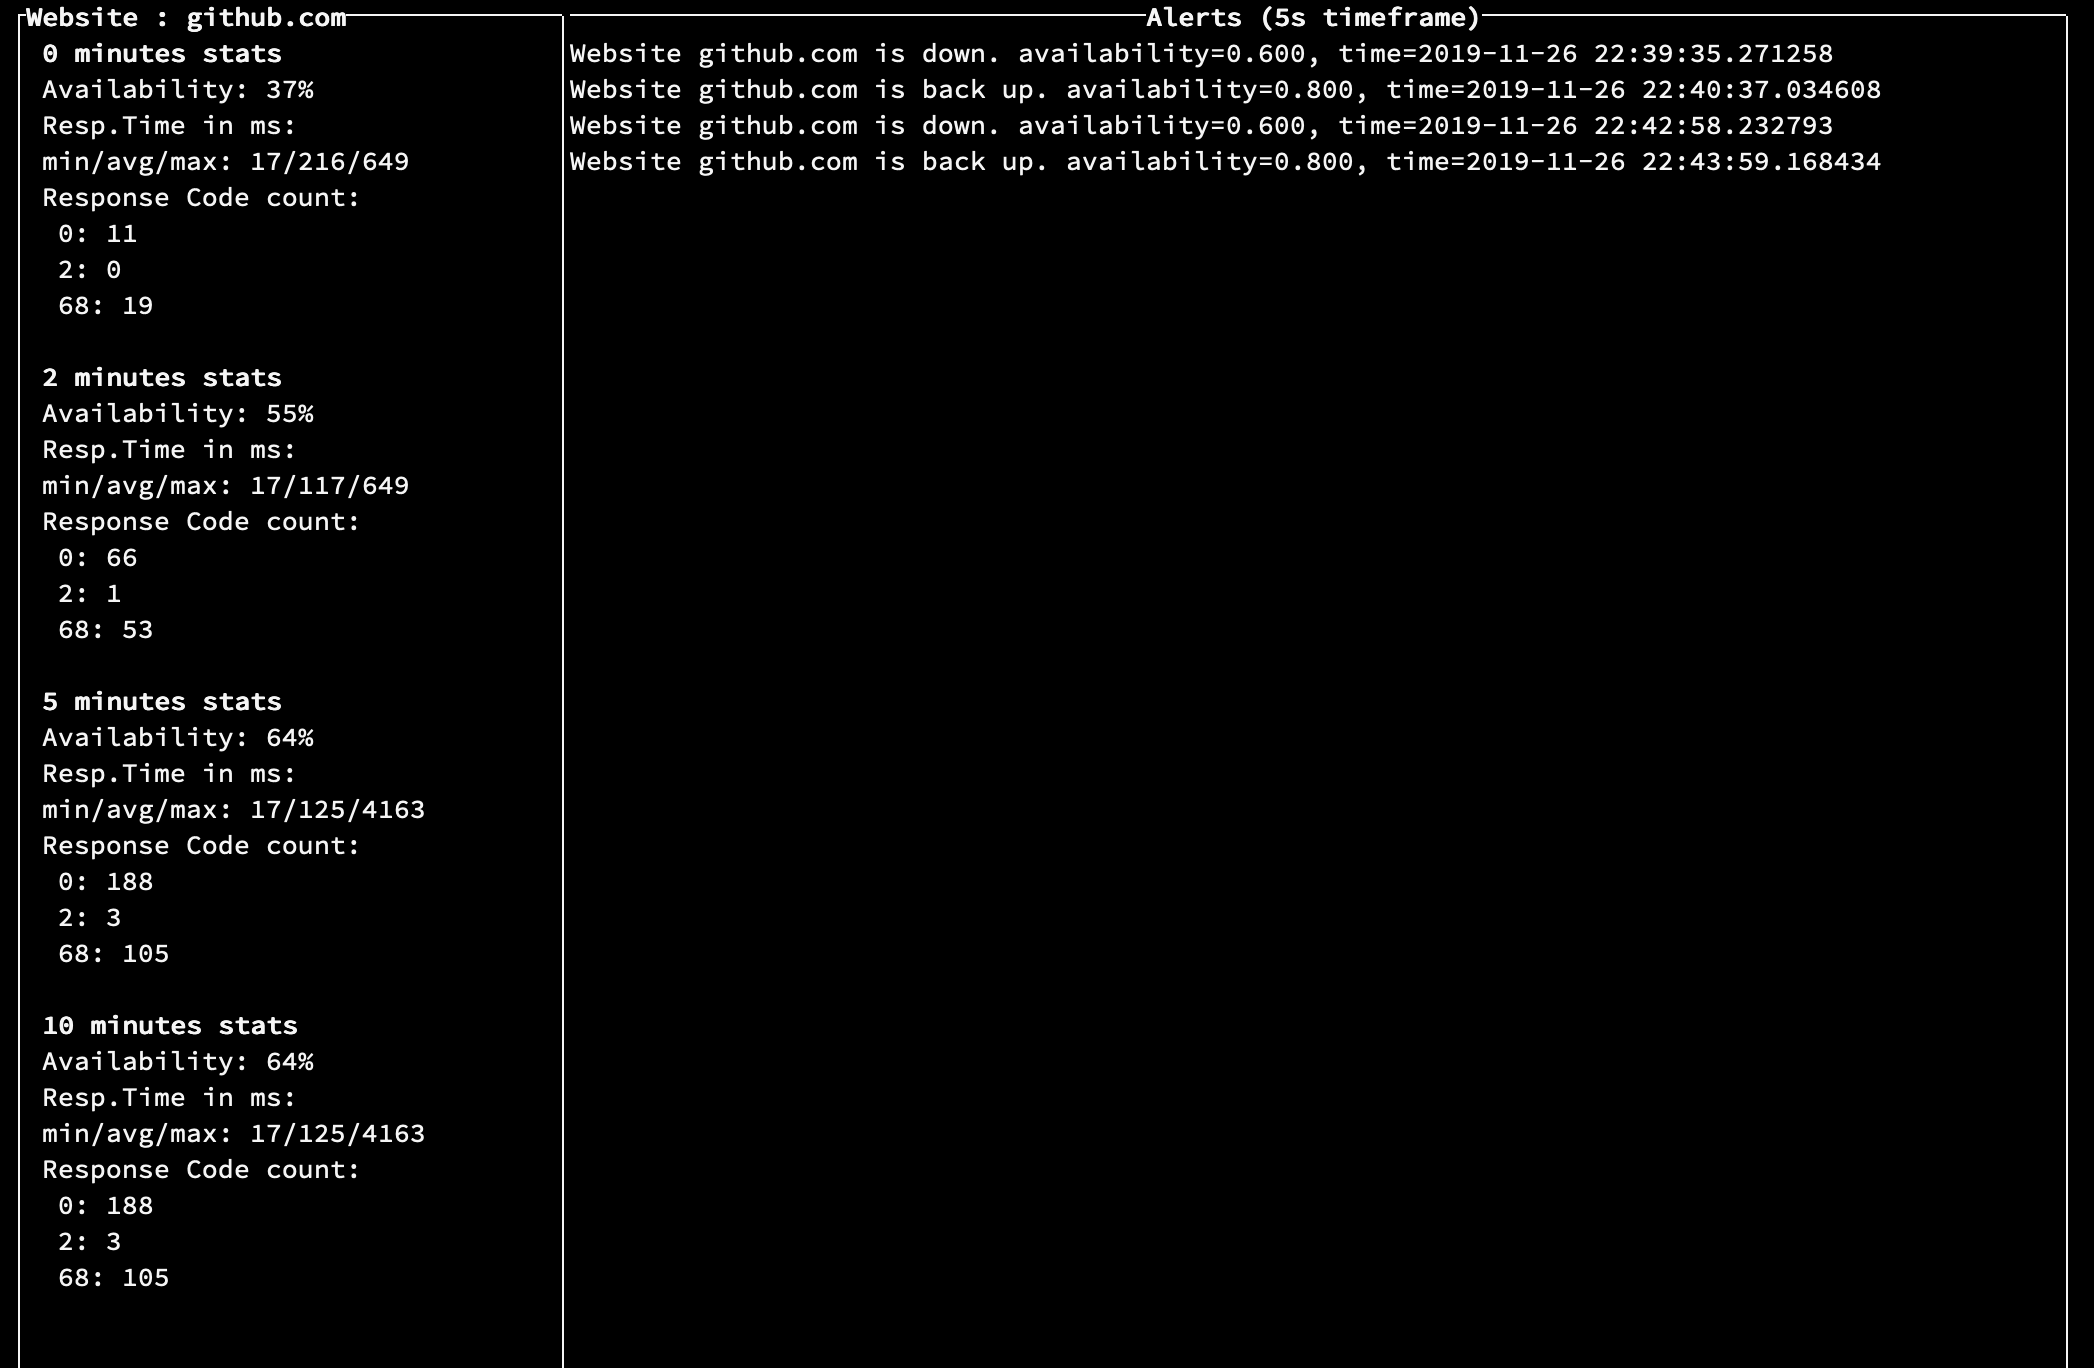 Website : github.com
0 minutes stats
Availability: 37%
Resp.Time in ms:
min/avg/max: 17/216/649
Response Code count:
0: 11
2: 0
68: 19
2 minutes stats
Availability: 55%
Resp.Time in ms:
min/avg/max: 17/117/649
Response Code count:
0: 66
2: 1
68: 53
5 minutes stats
Availability: 64%
Resp.Time in ms:
min/avg/max: 17/125/4163
Response Code count:
0: 188
2: 3
68: 105
10 minutes stats
Availability: 64%
Resp.Time in ms:
min/avg/max: 17/125/4163
Response Code count:
0: 188
2: 3
68: 105
Alerts (5s timeframe)
Website github.com is down. availability=0.600, time=2019-11-26 22:39:35.271258
Website github.com is back up. availability=0.800, time=2019-11-26 22:40:37.034608
Website github.com is down. availability=0.600, time=2019-11-26 22:42:58.232793
Website github.com is back up. availability=0.800, time=2019-11-26 22:43:59.168434